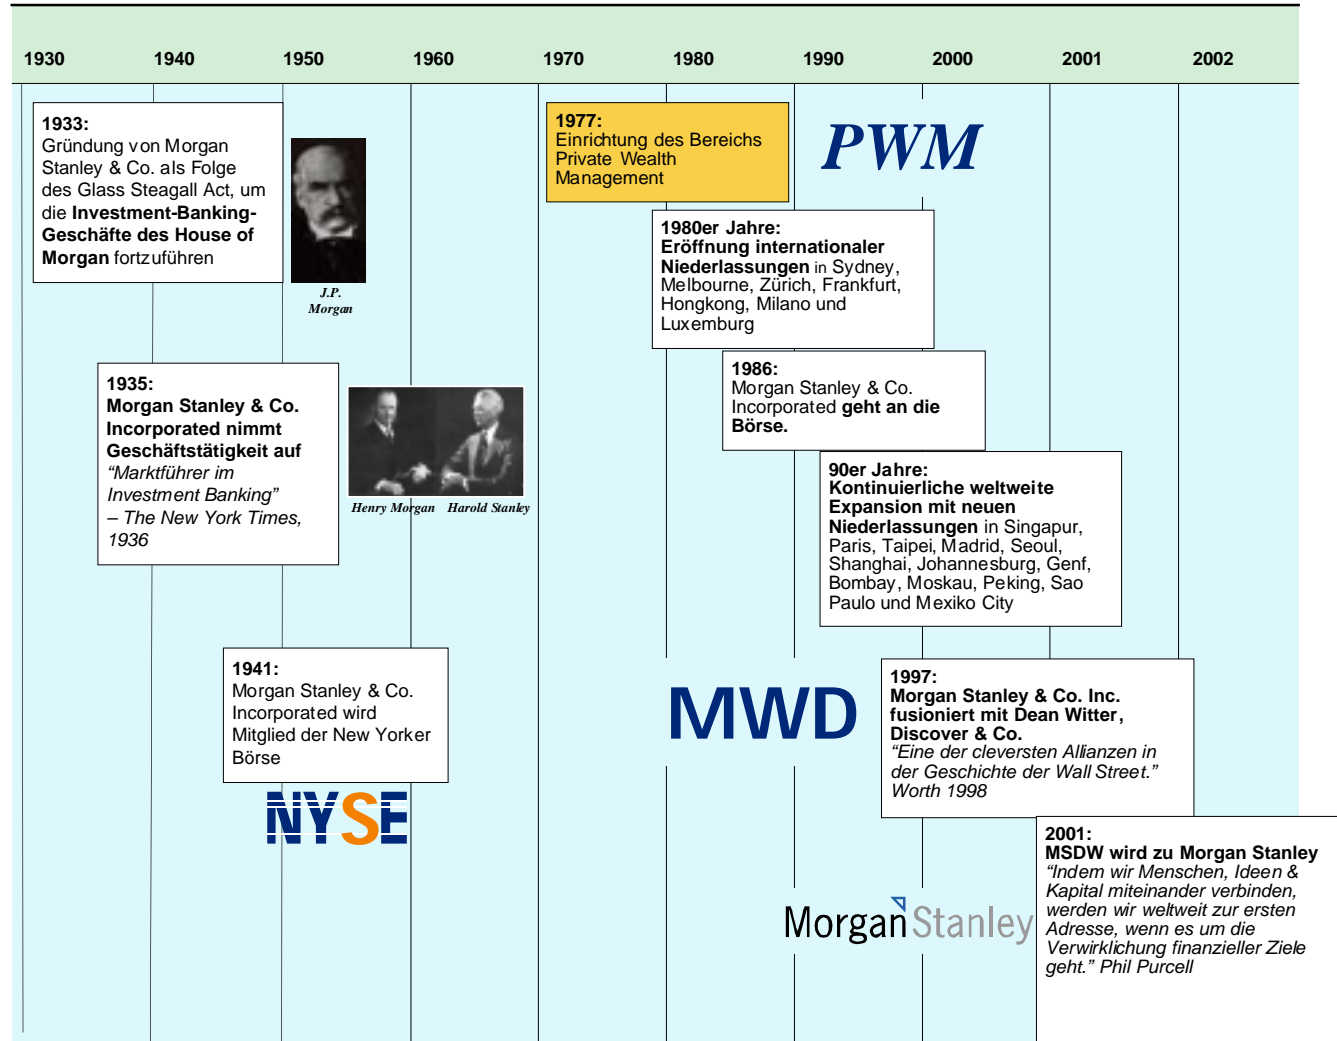 1930 1940 1950 1960 1970 1980 1990 2000 2001 2002
1933:
Gründung von Morgan
Stanley & Co. als Folge
des Glass Steagall Act, um
die Investment-Banking-
Geschäfte des House of
Morgan fortzuführen
J.P.
Morgan
1935:
Morgan Stanley & Co.
Incorporated nimmt
Geschäftstätigkeit auf
“Marktführer im
Investment Banking”
– The New York Times,
1936
Henry Morgan Harold Stanley
1941:
Morgan Stanley & Co.
Incorporated wird
Mitglied der New Yorker
Börse
NYSE
1977:
Einrichtung des Bereichs
Private Wealth
Management
PWM
1980er Jahre:
Eröffnung internationaler
Niederlassungen in Sydney,
Melbourne, Zürich, Frankfurt,
Hongkong, Milano und
Luxemburg
1986:
Morgan Stanley & Co.
Incorporated geht an die
Börse.
90er Jahre:
Kontinuierliche weltweite
Expansion mit neuen
Niederlassungen in Singapur,
Paris, Taipei, Madrid, Seoul,
Shanghai, Johannesburg, Genf,
Bombay, Moskau, Peking, Sao
Paulo und Mexiko City
MWD
1997:
Morgan Stanley & Co. Inc.
fusioniert mit Dean Witter,
Discover & Co.
“Eine der cleversten Allianzen in
der Geschichte der Wall Street.”
Worth 1998
Morgan Stanley
2001:
MSDW wird zu Morgan Stanley
“Indem wir Menschen, Ideen &
Kapital miteinander verbinden,
werden wir weltweit zur ersten
Adresse, wenn es um die
Verwirklichung finanzieller Ziele
geht.” Phil Purcell